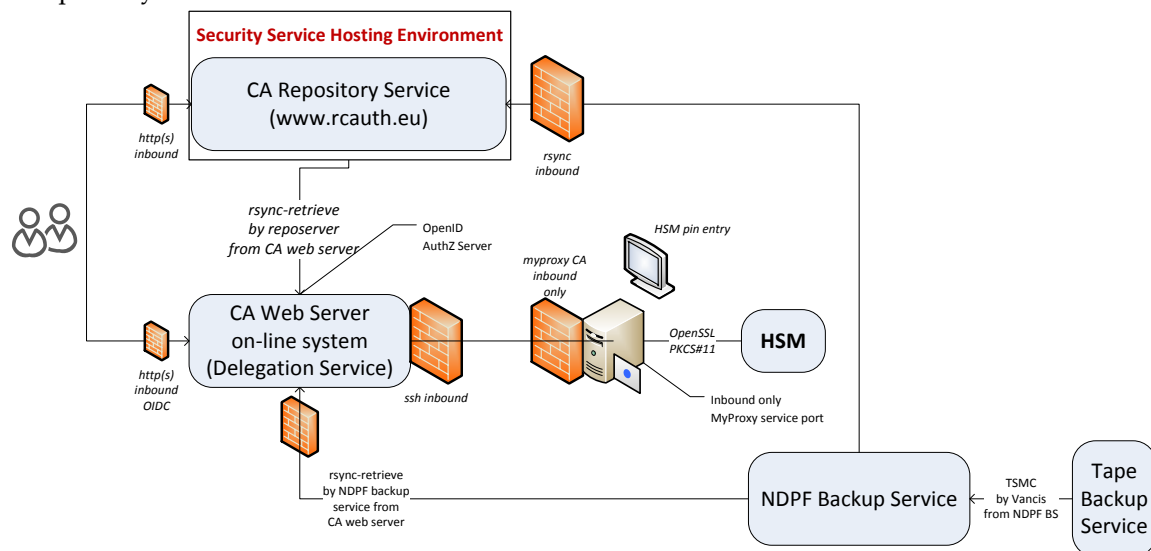 Security Service Hosting Environment
CA Repository Service
(www.rcauth.eu)
http(s)
inbound
rsync
inbound
rsync-retrieve
by reposerver
from CA web server
OpenID
AuthZ Server
HSM pin entry
myproxy CA
inbound
only
CA Web Server
on-line system
(Delegation Service)
OpenSSL
PKCS#11
HSM
http(s)
inbound
OIDC
ssh inbound
Inbound only
MyProxy service port
rsync-retrieve
by NDPF backup
service from
CA web server
NDPF Backup Service
TSMC
by Vancis
from NDPF BS
Tape
Backup
Service